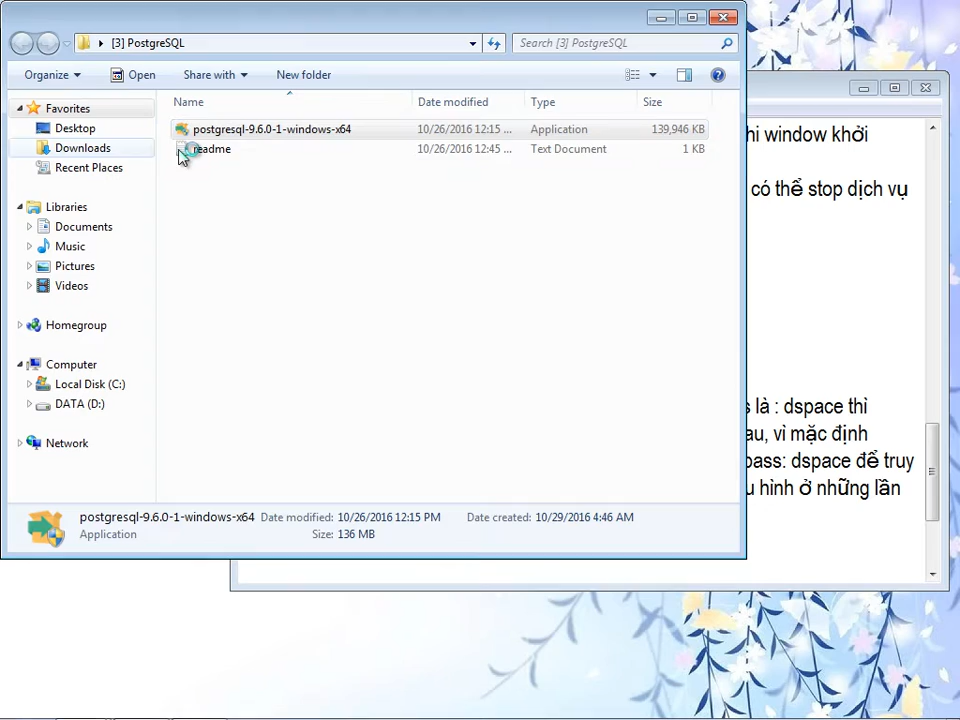 [3] PostgreSQL
Search [3] PostgreSQL
Organize Open Share with New folder
Favorites
Desktop
Downloads
Recent Places
Libraries
Documents
Music
Pictures
Videos
Homegroup
Computer
Local Disk (C:)
DATA (D:)
Network
Name Date modified Type Size
postgresql-9.6.0-1-windows-x64 10/26/2016 12:15 ... Application 139,946 KB
readme 10/26/2016 12:45 ... Text Document 1 KB
postgresql-9.6.0-1-windows-x64 Date modified: 10/26/2016 12:15 PM Date created: 10/29/2016 4:46 AM
Application Size: 136 MB
hi window khởi
có thể stop dịch vụ
s là : dspace thì
au, vì mặc định
pass: dspace để truy
u hình ở những lần